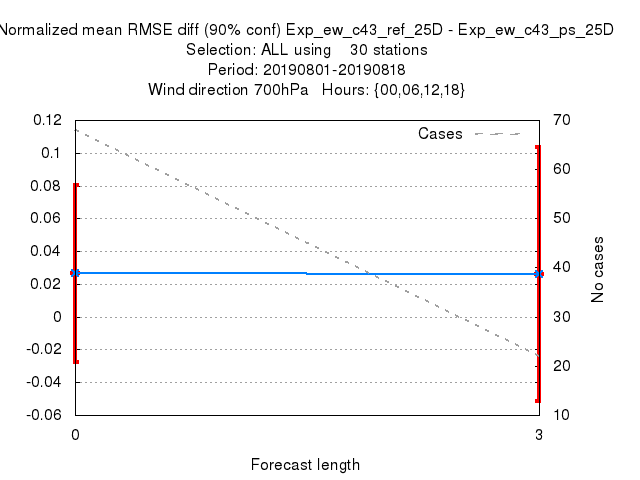 Normalized mean RMSE diff (90% conf) Exp_ew_c43_ref_25D - Exp_ew_c43_ps_25D
Selection: ALL using    30 stations
Period: 20190801-20190818
Wind direction 700hPa   Hours: {00,06,12,18}
Cases
0.12
0.1
0.08
0.06
0.04
0.02
0
-0.02
-0.04
-0.06
70
60
50
40
30
20
10
No cases
0
3
Forecast length